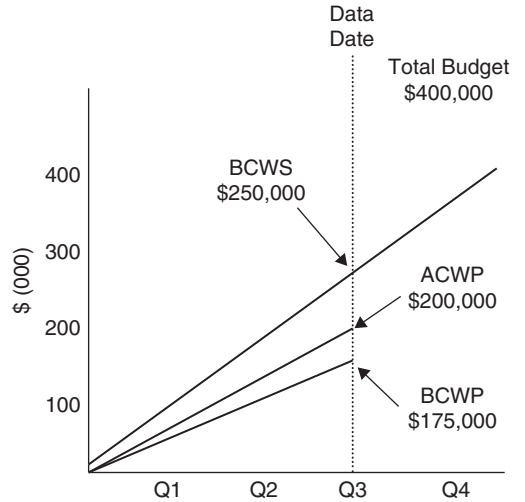 Data
Date
Total Budget
$400,000
BCWS
$250,000
400
300
200
100
$ (000)
ACWP
$200,000
BCWP
$175,000
Q1 Q2 Q3 Q4